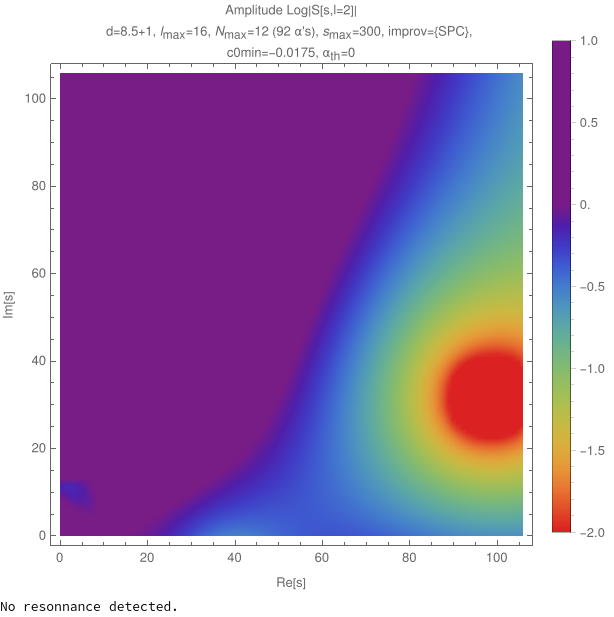 Amplitude Log|S[s,l=2]|
d=8.5+1, lmax=16, Nmax=12 (92 α's), smax=300, improv={SPC},
c0min=−0.0175, αth=0
1.0
100
0.5
80
0.
60
−0.5
Im[s]
40
−1.0
20
−1.5
0
−2.0
0 20 40 60 80 100
Re[s]
No resonnance detected.